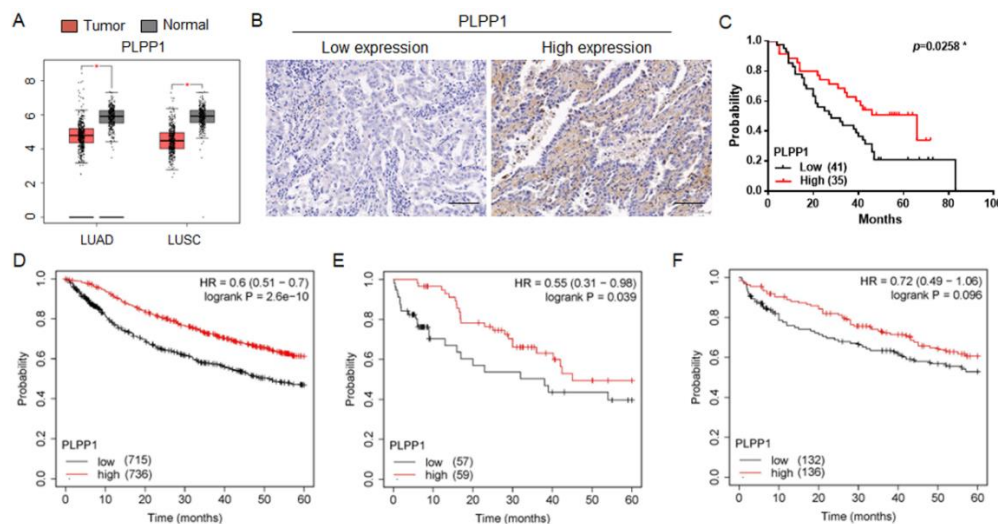 A
Tumor Normal
PLPP1
8
6
4
2
0
LUAD LUSC
B
PLPP1
Low expression High expression
C
p=0.0258 *
1.0
0.8
0.6
0.4
0.2
0.0
Probability
PLPP1
Low (41)
High (35)
0 20 40 60 80 100
Months
D
HR = 0.6 (0.51 − 0.7)
logrank P = 2.6e−10
1.0
0.8
0.6
0.4
0.2
0.0
Probability
PLPP1
low (715)
high (736)
0 10 20 30 40 50 60
Time (months)
E
HR = 0.55 (0.31 − 0.98)
logrank P = 0.039
1.0
0.8
0.6
0.4
0.2
0.0
Probability
PLPP1
low (57)
high (59)
0 10 20 30 40 50 60
Time (months)
F
HR = 0.72 (0.49 − 1.06)
logrank P = 0.096
1.0
0.8
0.6
0.4
0.2
0.0
Probability
PLPP1
low (132)
high (136)
0 10 20 30 40 50 60
Time (months)